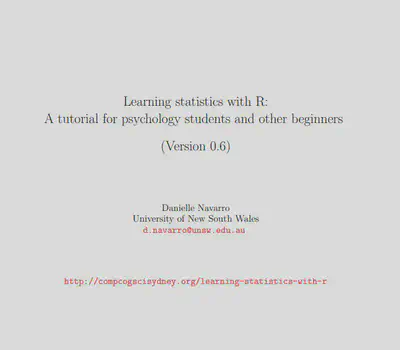 Learning statistics with R:
A tutorial for psychology students and other beginners
(Version 0.6)
Danielle Navarro
University of New South Wales
d.navarro@unsw.edu.au
http://compcogscisydney.org/learning-statistics-with-r